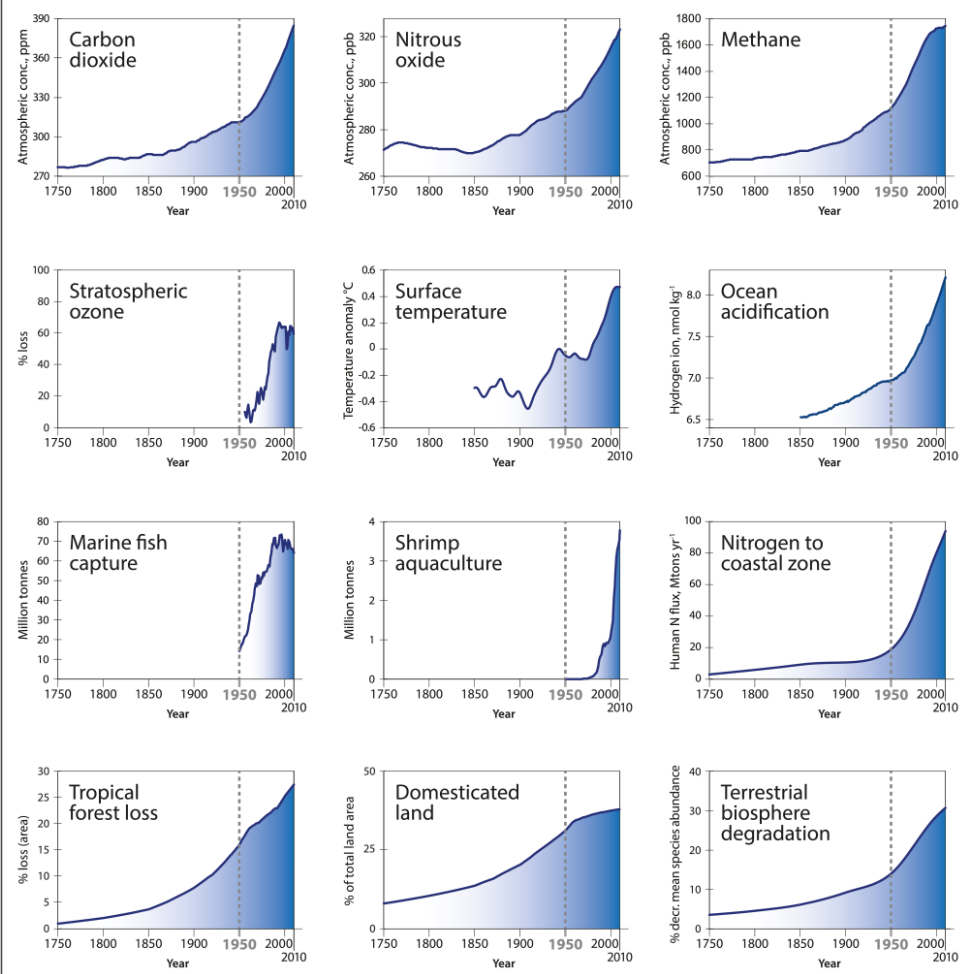 Carbon
dioxide
Atmospheric conc., ppm
390
360
330
300
270
1750 1800 1850 1900 1950 2000
2010
Year
Nitrous
oxide
Atmospheric conc., ppb
320
300
280
260
1750 1800 1850 1900 1950 2000
2010
Year
Methane
Atmospheric conc., ppb
1800
1600
1400
1200
1000
800
600
1750 1800 1850 1900 1950 2000
2010
Year
Stratospheric
ozone
% loss
100
80
60
40
20
0
1750 1800 1850 1900 1950 2000
2010
Year
Surface
temperature
Temperature anomaly °C
0.6
0.4
0.2
0
-0.2
-0.4
-0.6
1750 1800 1850 1900 1950 2000
2010
Year
Ocean
acidification
Hydrogen ion, nmol kg⁻¹
8.0
7.5
7.0
6.5
1750 1800 1850 1900 1950 2000
2010
Year
Marine fish
capture
Million tonnes
80
70
60
50
40
30
20
10
0
1750 1800 1850 1900 1950 2000
2010
Year
Shrimp
aquaculture
Million tonnes
4
3
2
1
0
1750 1800 1850 1900 1950 2000
2010
Year
Nitrogen to
coastal zone
Human N flux, Mtons yr⁻¹
100
80
60
40
20
0
1750 1800 1850 1900 1950 2000
2010
Year
Tropical
forest loss
% loss (area)
30
25
20
15
10
5
0
1750 1800 1850 1900 1950 2000
2010
Year
Domesticated
land
% of total land area
50
25
0
1750 1800 1850 1900 1950 2000
2010
Year
Terrestrial
biosphere
degradation
% decr. mean species abundance
40
30
20
10
0
1750 1800 1850 1900 1950 2000
2010
Year